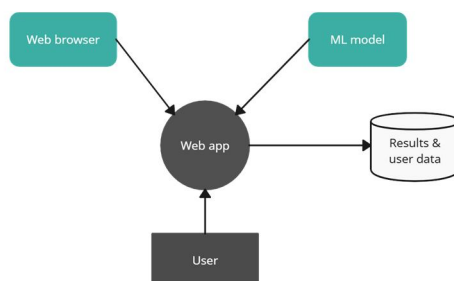 Web browser
ML model
Web app
Results &
user data
User